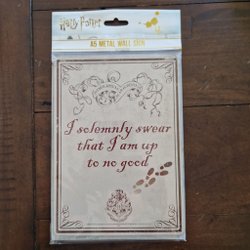 Harry Potter
A5 METAL WALL SIGN
I solemnly swear
that I am up
to no good